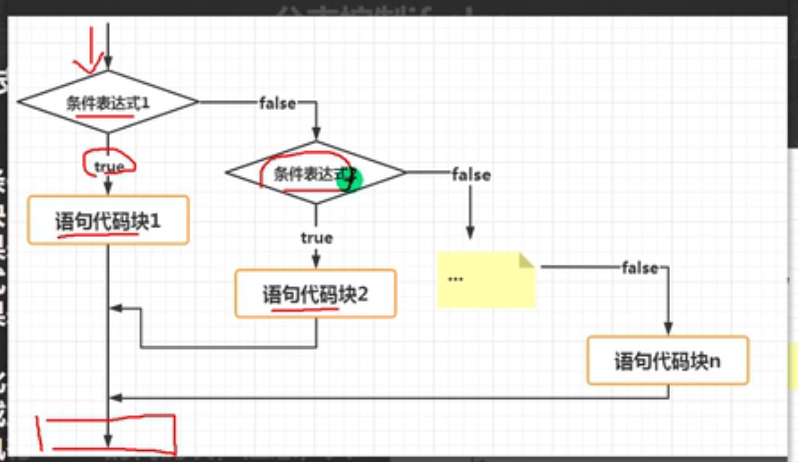 条件表达式1
false
true
条件表达式
false
语句代码块1
true
...
false
语句代码块2
语句代码块n